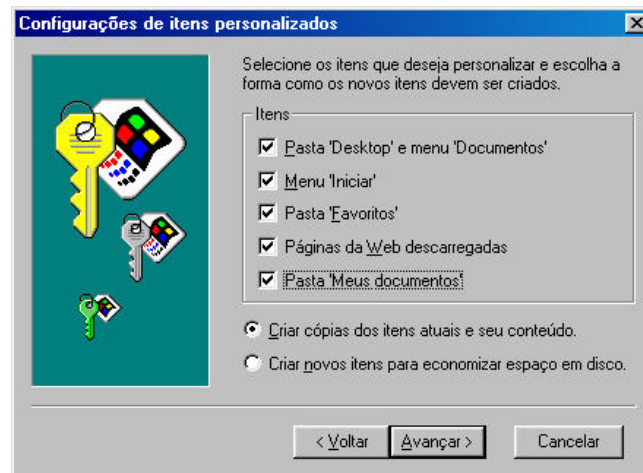 Configurações de itens personalizados
Selecione os itens que deseja personalizar e escolha a
forma como os novos itens devem ser criados.
Itens
Pasta 'Desktop' e menu 'Documentos'
Menu 'Iniciar'
Pasta 'Favoritos'
Páginas da Web descarregadas
Pasta 'Meus documentos'
Criar cópias dos itens atuais e seu conteúdo.
Criar novos itens para economizar espaço em disco.
< Voltar Avançar > Cancelar